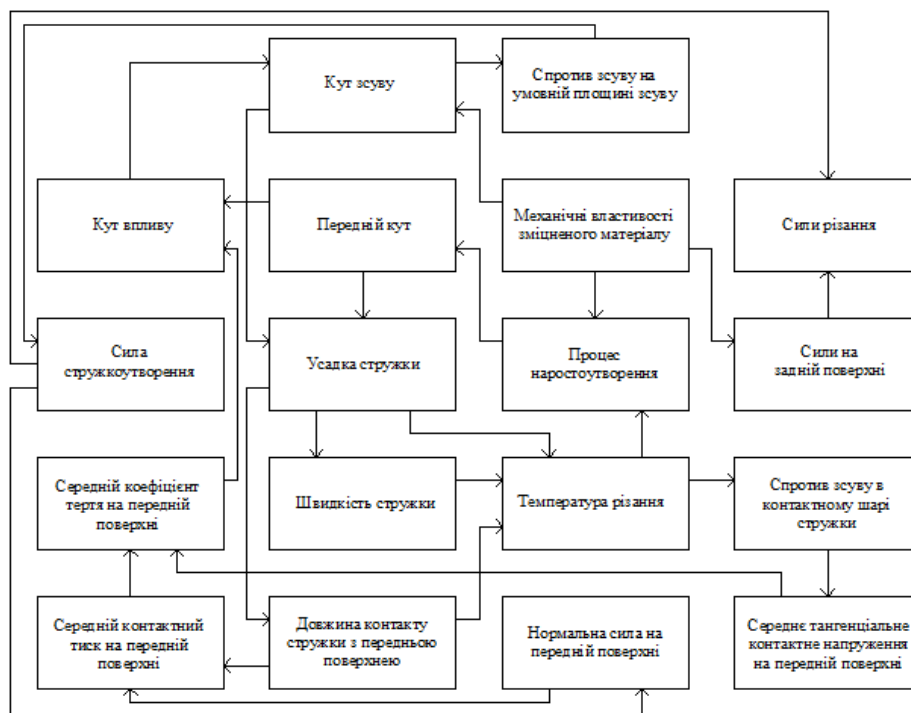 Кут зсуву
Спротив зсуву на
умовній площині зсуву
Кут впливу
Передній кут
Механічні властивості
зміцненого матеріалу
Сили різання
Сила
стружкоутворення
Усадка стружки
Процес
наростоутворення
Сили на
задній поверхні
Середній коефіцієнт
тертя на передній
поверхні
Швидкість стружки
Температура різання
Спротив зсуву в
контактному шарі
стружки
Середній контактний
тиск на передній
поверхні
Довжина контакту
стружки з передньою
поверхнею
Нормальна сила на
передній поверхні
Середнє тангенціальне
контактне напруження
на передній поверхні